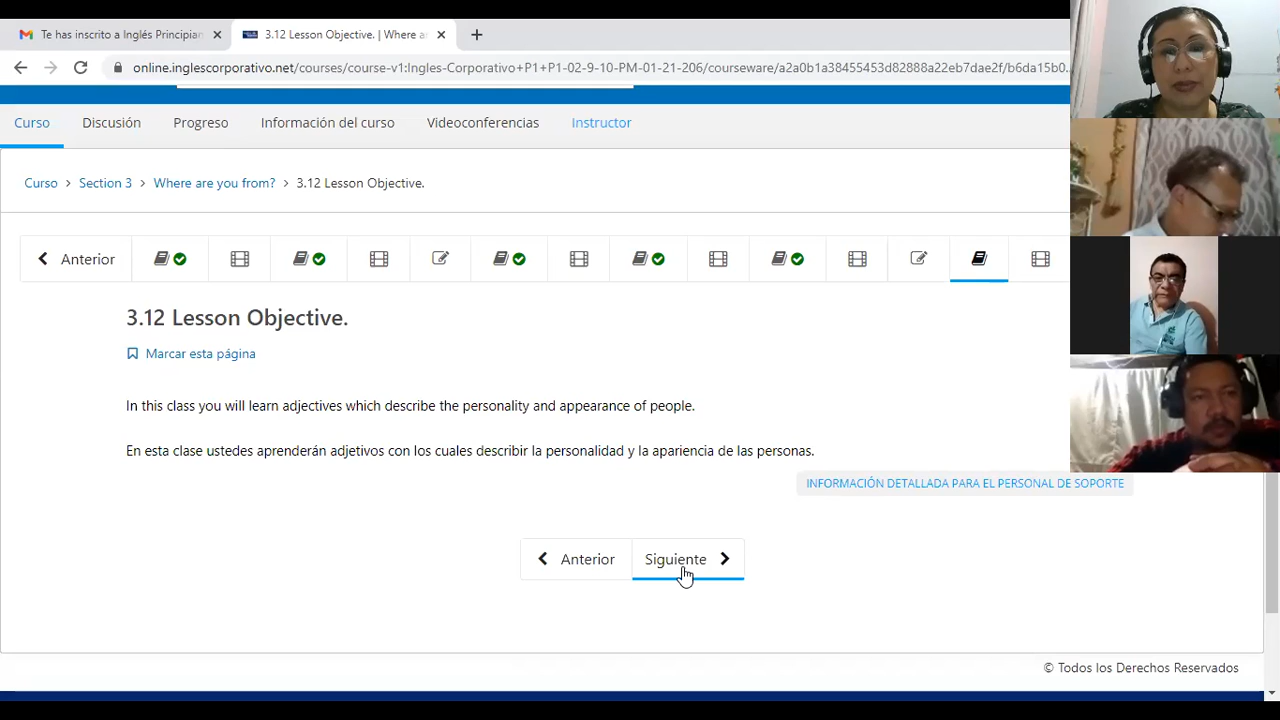 Te has inscrito a Inglés Principian
3.12 Lesson Objective. | Where a
online.inglescorporativo.net/courses/course-v1:Ingles-Corporativo+P1+P1-02-9-10-PM-01-21-206/courseware/a2a0b1a38455453d82888a22eb7dae2f/b6da15b0...
Curso Discusión Progreso Información del curso Videoconferencias Instructor
Curso > Section 3 > Where are you from? > 3.12 Lesson Objective.
Anterior
3.12 Lesson Objective.
Marcar esta página
In this class you will learn adjectives which describe the personality and appearance of people.
En esta clase ustedes aprenderán adjetivos con los cuales describir la personalidad y la apariencia de las personas.
INFORMACIÓN DETALLADA PARA EL PERSONAL DE SOPORTE
Anterior Siguiente
© Todos los Derechos Reservados